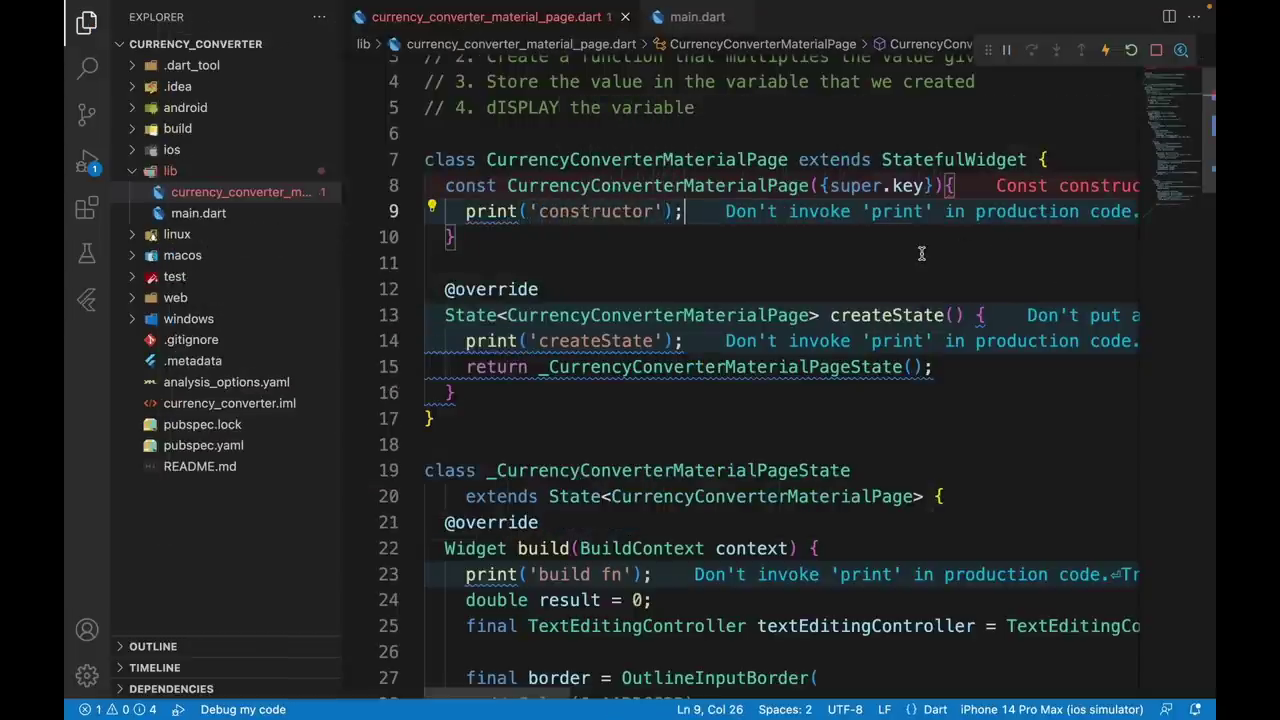 EXPLORER
currency_converter_material_page.dart 1
main.dart
CURRENCY_CONVERTER
lib
currency_converter_material_page.dart
CurrencyConverterMaterialPage
CurrencyConv
.dart_tool
.idea
android
build
ios
lib
currency_converter_m... 1
main.dart
linux
macos
test
web
windows
.gitignore
.metadata
analysis_options.yaml
currency_converter.iml
pubspec.lock
pubspec.yaml
README.md
OUTLINE
TIMELINE
DEPENDENCIES
1
3 // 2. Create a function that multiplies the value giv
4 // 3. Store the value in the variable that we created
5 // 4. dISPLAY the variable
6
7 class CurrencyConverterMaterialPage extends StatefulWidget {
8 const CurrencyConverterMaterialPage({super.key}){ Const construc
9 print('constructor'); Don't invoke 'print' in production code.
10 }
11
12 @override
13 State<CurrencyConverterMaterialPage> createState() { Don't put a
14 print('createState'); Don't invoke 'print' in production code.
15 return _CurrencyConverterMaterialPageState();
16 }
17 }
18
19 class _CurrencyConverterMaterialPageState
20 extends State<CurrencyConverterMaterialPage> {
21 @override
22 Widget build(BuildContext context) {
23 print('build fn'); Don't invoke 'print' in production code.⏎Tr
24 double result = 0;
25 final TextEditingController textEditingController = TextEditingCo
26
27 final border = OutlineInputBorder(
1 0 4 Debug my code Ln 9, Col 26 Spaces: 2 UTF-8 LF {} Dart iPhone 14 Pro Max (ios simulator)